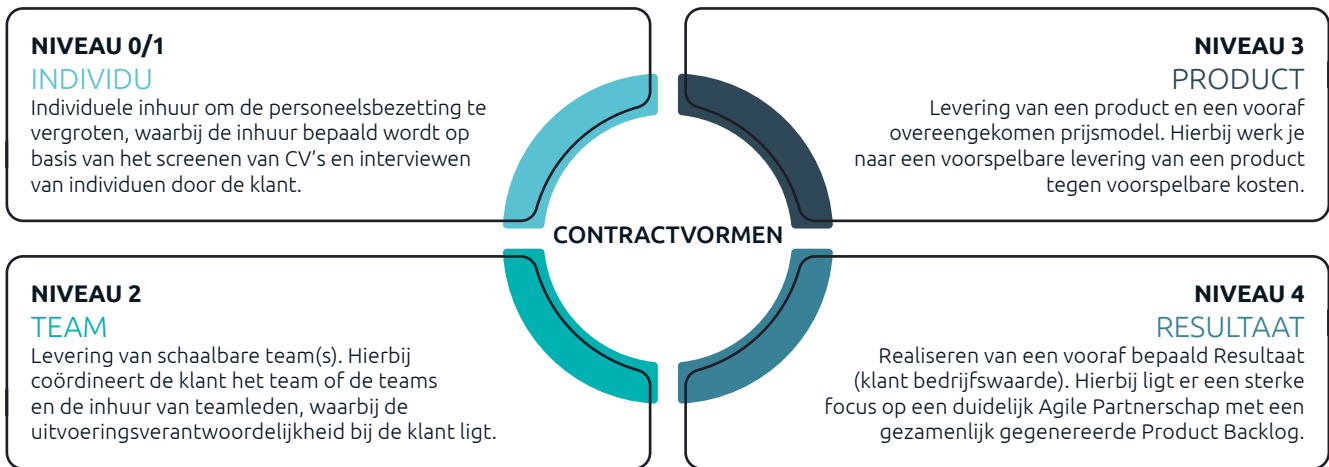 NIVEAU 0/1
INDIVIDU
Individuele inhuur om de personeelsbezetting te
vergroten, waarbij de inhuur bepaald wordt op
basis van het screenen van CV's en interviewen
van individuen door de klant.
NIVEAU 3
PRODUCT
Levering van een product en een vooraf
overeengekomen prijsmodel. Hierbij werk je
naar een voorspelbare levering van een product
tegen voorspelbare kosten.
CONTRACTVORMEN
NIVEAU 2
TEAM
Levering van schaalbare team(s). Hierbij
coördineert de klant het team of de teams
en de inhuur van teamleden, waarbij de
uitvoeringsverantwoordelijkheid bij de klant ligt.
NIVEAU 4
RESULTAAT
Realiseren van een vooraf bepaald Resultaat
(klant bedrijfswaarde). Hierbij ligt er een sterke
focus op een duidelijk Agile Partnerschap met een
gezamenlijk gegenereerde Product Backlog.